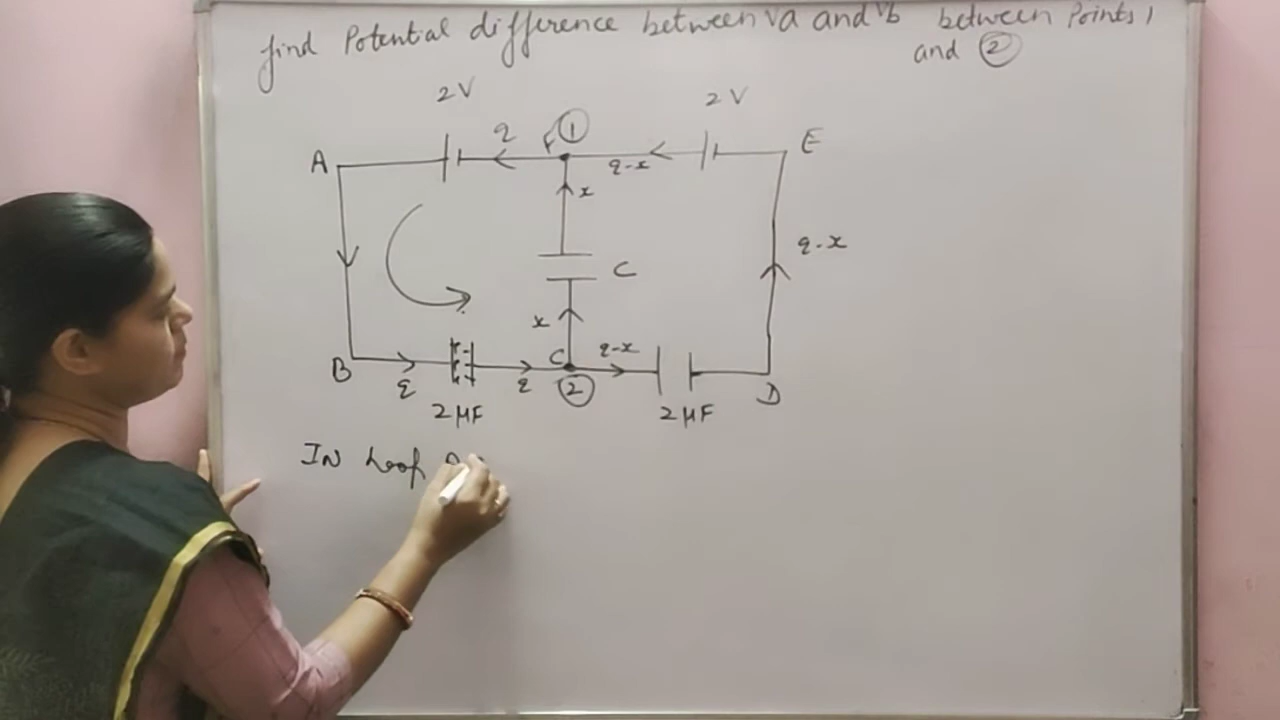 find Potential difference between va and vb between Points 1
and ②
2V 2V
A q F ① q-x E
x
C q-x
x
B q C q-x D
q ②
2μF 2μF
IN Loop